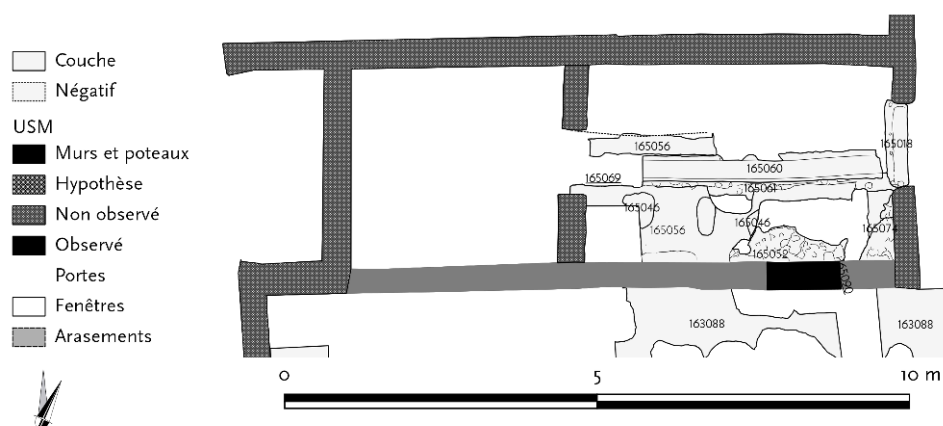 Couche
Négatif
USM
Murs et poteaux
Hypothèse
Non observé
Observé
Portes
Fenêtres
Arasements
165056
165018
165060
165069
165061
165046
165046
165056
165074
165052
163088
163088
0
5
10 m